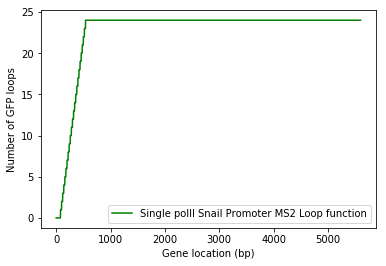 25
20
15
10
5
0
Number of GFP loops
Single polII Snail Promoter MS2 Loop function
0 1000 2000 3000 4000 5000
Gene location (bp)